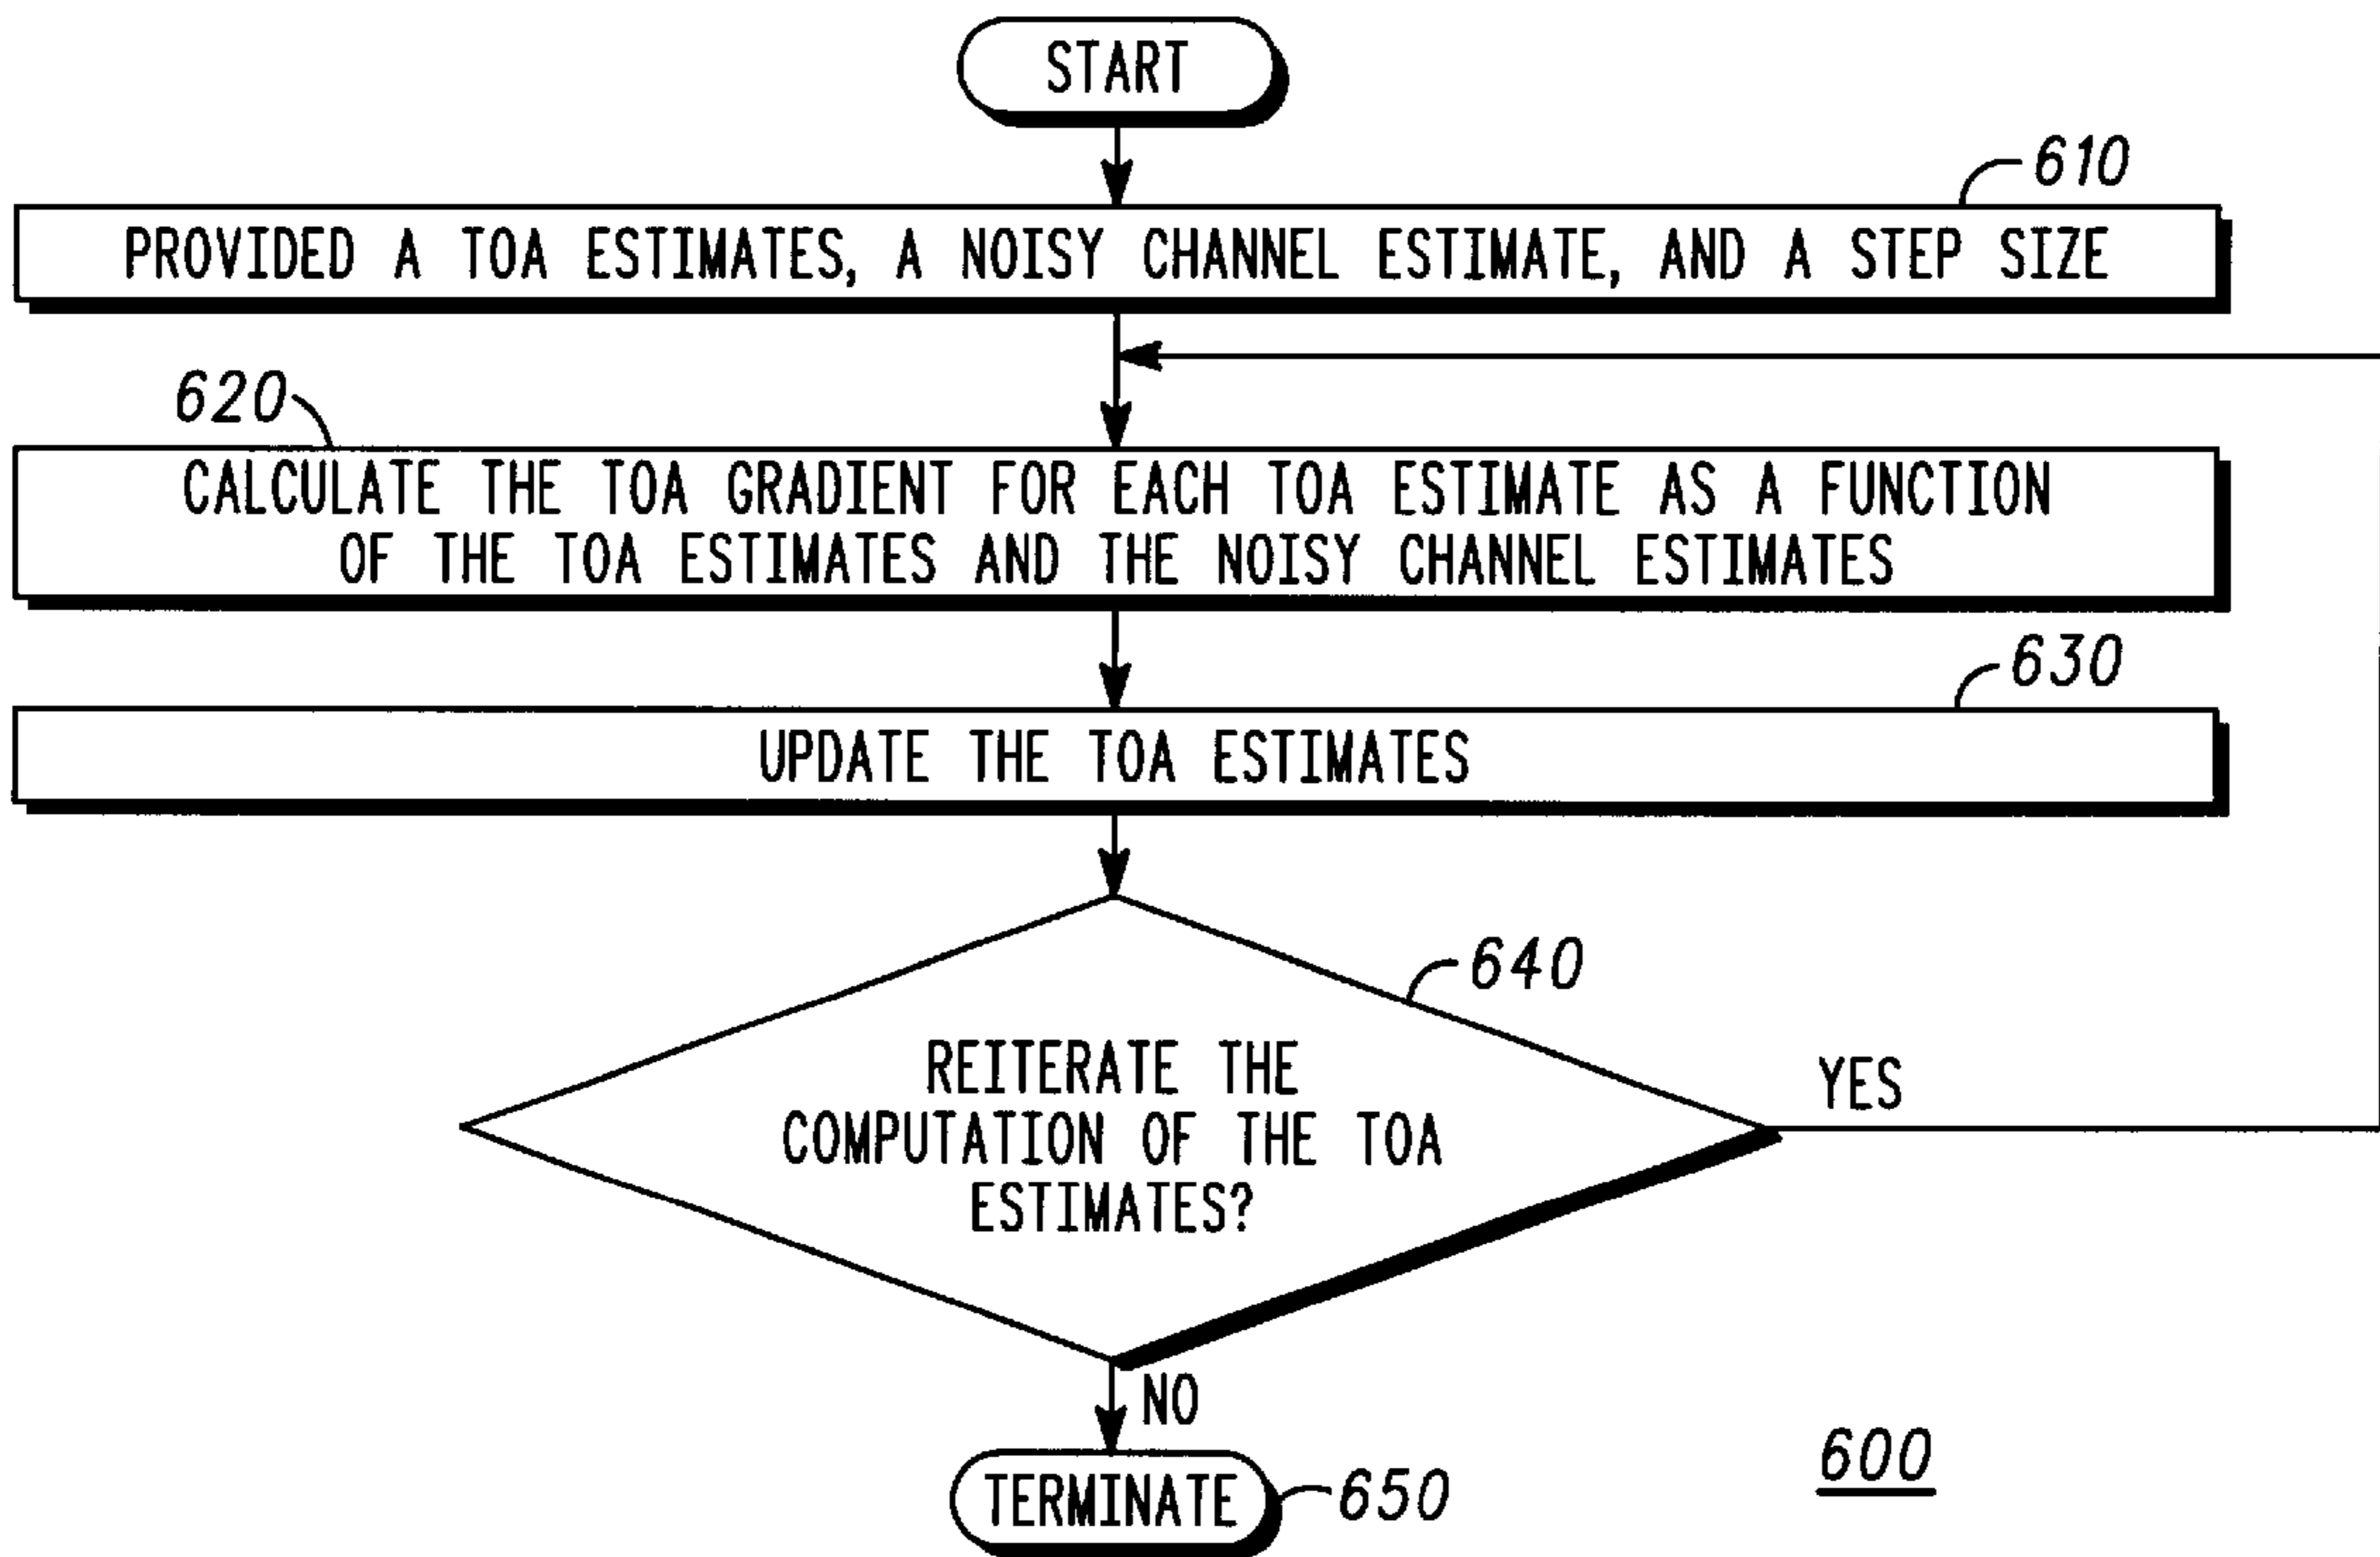 START
610
PROVIDED A TOA ESTIMATES, A NOISY CHANNEL ESTIMATE, AND A STEP SIZE
620
CALCULATE THE TOA GRADIENT FOR EACH TOA ESTIMATE AS A FUNCTION
OF THE TOA ESTIMATES AND THE NOISY CHANNEL ESTIMATES
630
UPDATE THE TOA ESTIMATES
640
REITERATE THE
COMPUTATION OF THE TOA
ESTIMATES?
YES
NO
TERMINATE
650
600